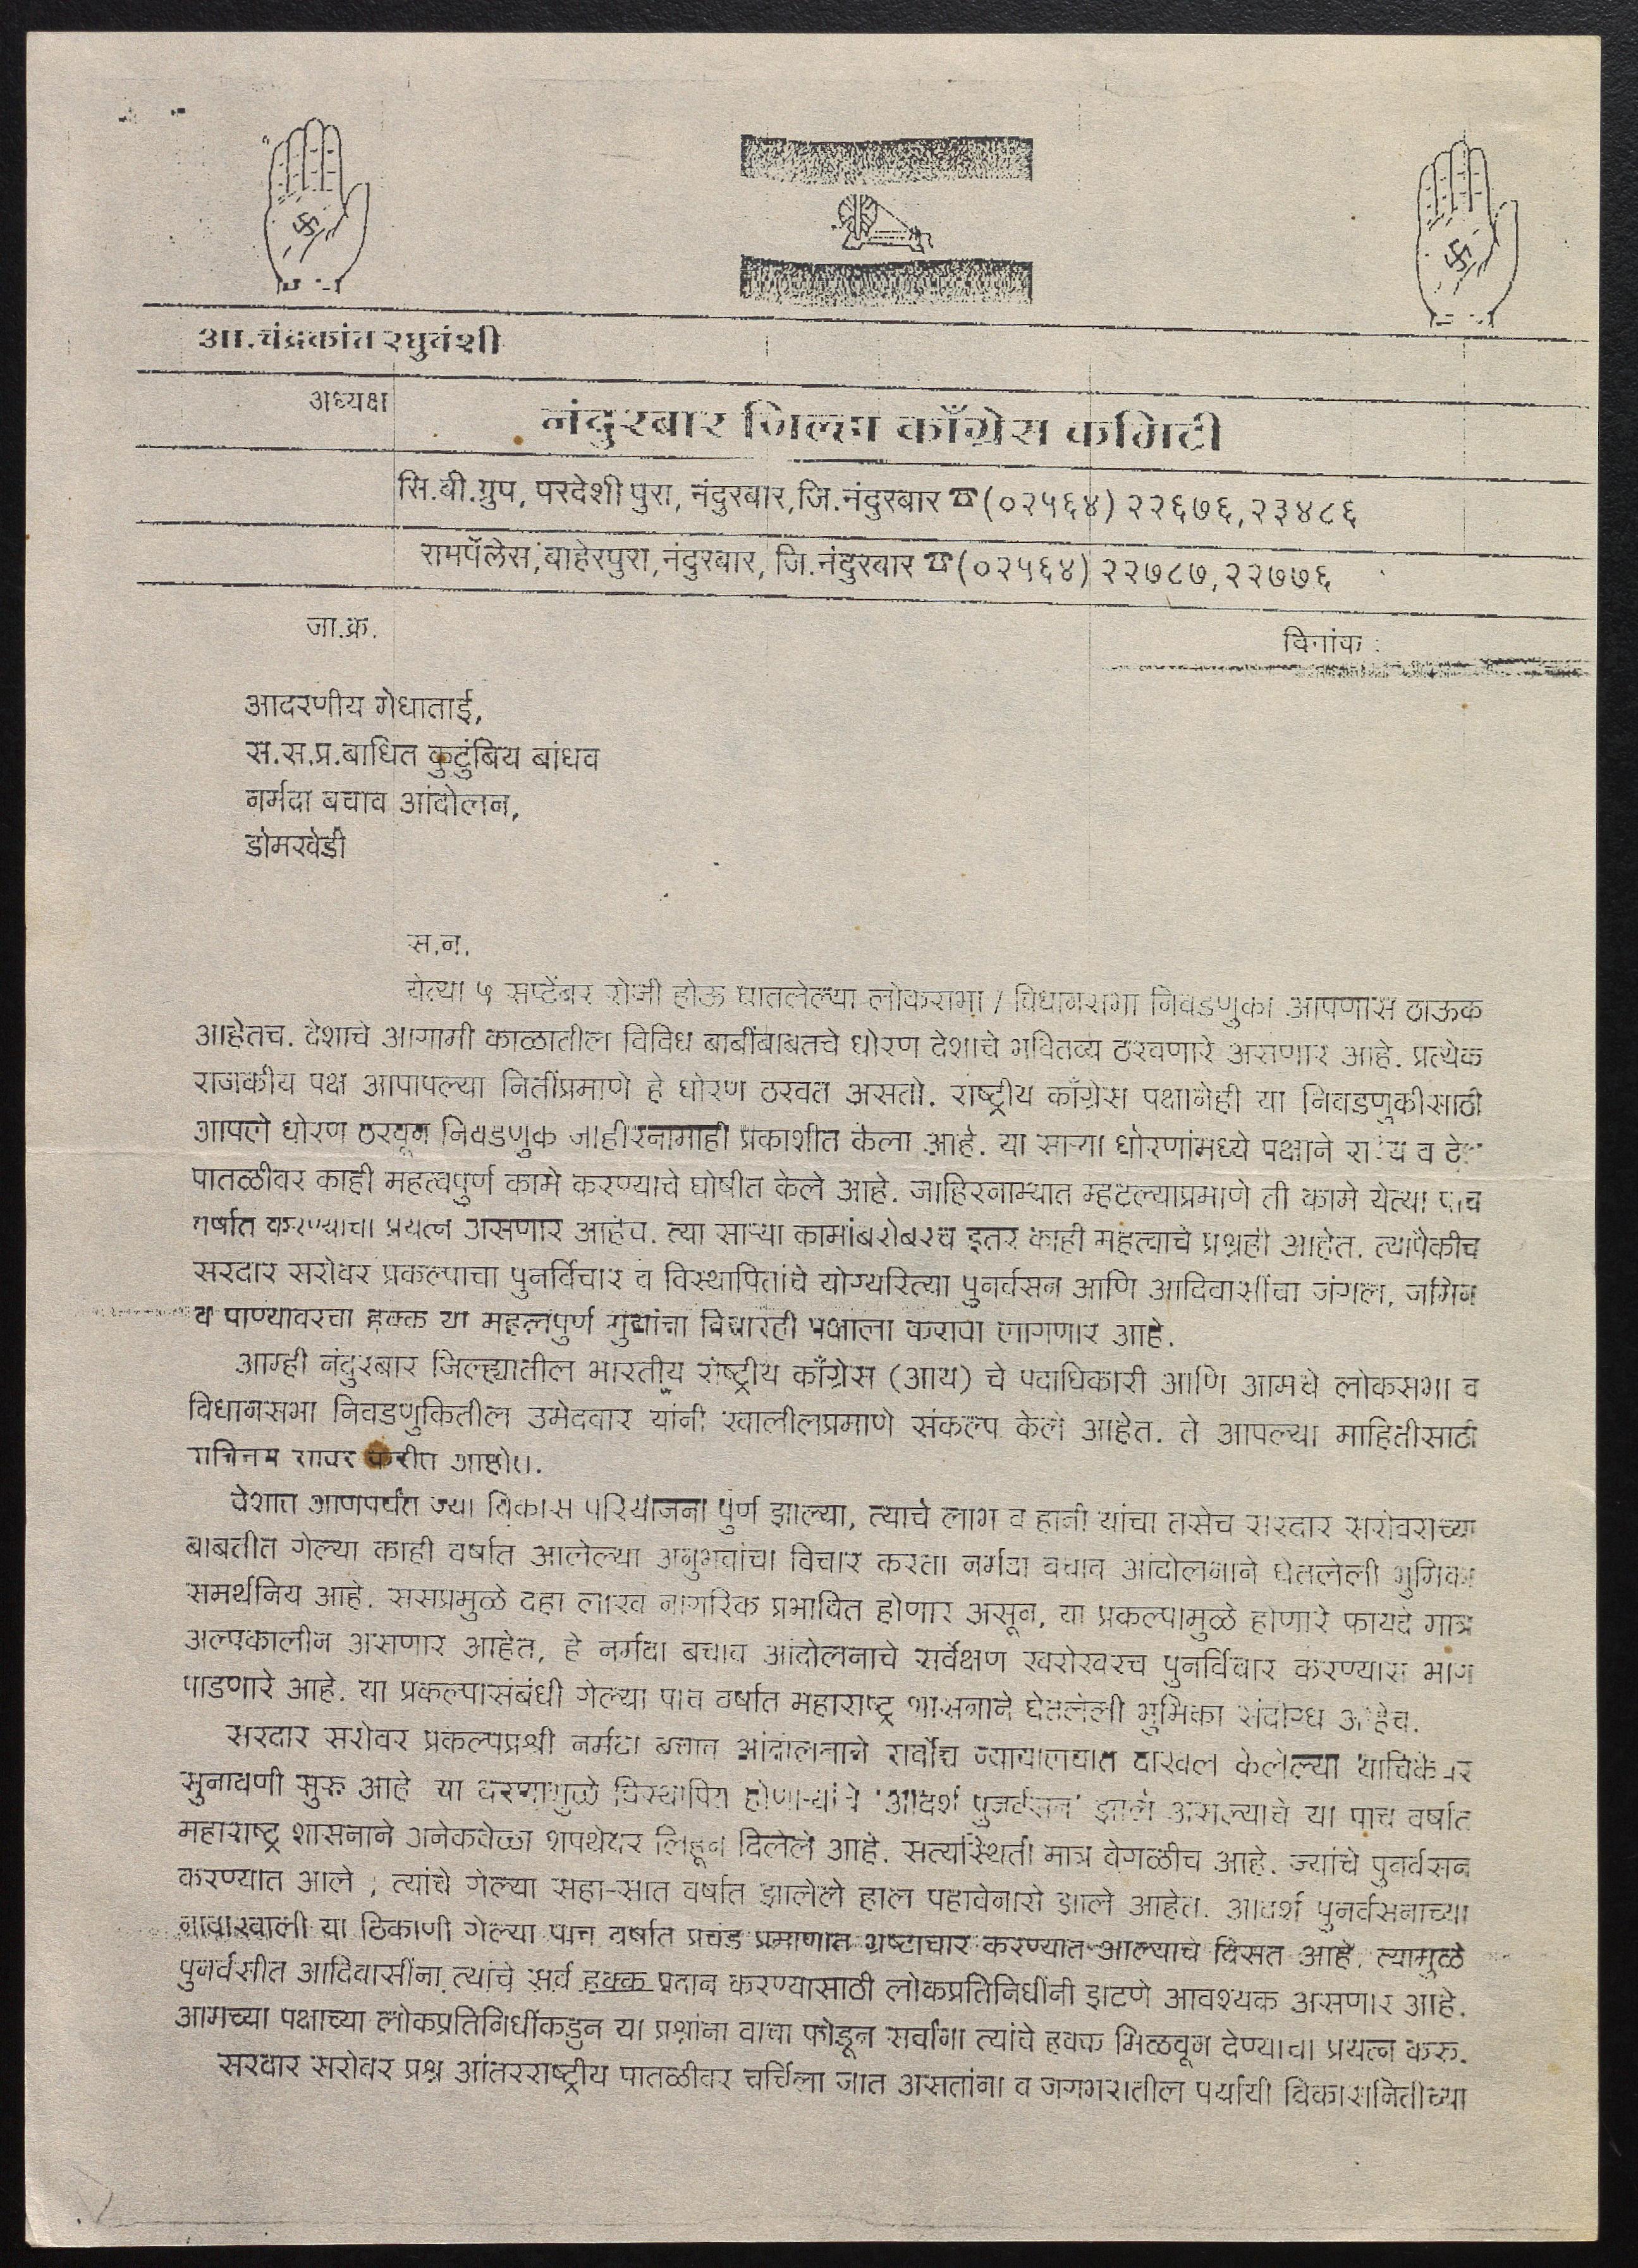 आ.चंद्रकांत रघुवंशी
अध्यक्ष
नंदुरबार जिल्हा काँग्रेस कमिटी
सि.बी.ग्रुप, परदेशी पुरा, नंदुरबार,जि.नंदुरबार ☎(०२५६४) २२६७६,२३४८६
रामपॅलेस,बाहेरपुरा,नंदुरबार, जि.नंदुरबार ☎(०२५६४) २२७८७,२२७७६
जा.क्र.
दिनांक :
आदरणीय मेधाताई,
स.स.प्र.बाधित कुटुंबिय बांधव
नर्मदा बचाव आंदोलन,
डोमखेडी
स.न.
येत्या ५ सप्टेंबर रोजी होऊ घातलेल्या लोकसभा / विधानसभा निवडणुका आपणास ठाऊक
आहेतच. देशाचे आगामी काळातील विविध बाबींबाबतचे धोरण देशाचे भवितव्य ठरवणारे असणार आहे. प्रत्येक
राजकीय पक्ष आपापल्या नितींप्रमाणे हे धोरण ठरवत असतो. राष्ट्रीय काँग्रेस पक्षानेही या निवडणुकीसाठी
आपले धोरण ठरवून निवडणुक जाहीरनामाही प्रकाशीत केला आहे. या साऱ्या धोरणांमध्ये पक्षाने व
पातळीवर काही महत्वपुर्ण कामे करण्याचे घोषीत केले आहे. जाहिरनाम्यात म्हटल्याप्रमाणे ती कामे येत्या पाच
वर्षात करण्याचा प्रयत्न असणार आहेच. त्या साऱ्या कामांबरोबरच इतर काही महत्वाचे प्रश्नही आहेत. त्यापैकीच
सरदार सरोवर प्रकल्पाचा पुनर्विचार व विस्थापितांचे योग्यरित्या पुनर्वसन आणि आदिवासींचा जंगल, जमिन
व पाण्यावरचा हक्क या महत्वपुर्ण मुद्यांचा पक्षाला करावा लागणार आहे.
आम्ही नंदुरबार जिल्ह्यातील भारतीय राष्ट्रीय काँग्रेस (आय) चे पदाधिकारी आणि आमचे लोकसभा व
विधानसभा निवडणुकितील उमेदवार यांनी खालीलप्रमाणे संकल्प केले आहेत. ते आपल्या माहितीसाठी
सविनय सादर करीत आहोत.
देशात आणपर्यंत ज्या विकास परियोजना पुर्ण झाल्या, त्याचे लाभ व हानी यांचा तसेच सरदार सरोवराच्या
बाबतीत गेल्या काही वर्षात आलेल्या अनुभवांचा विचार करता नर्मदा बचाव आंदोलनाने घेतलेली भुमिका
समर्थनिय आहे. ससप्रमुळे दहा लाख नागरिक प्रभावित होणार असून, या प्रकल्पामुळे होणारे फायदे मात्र
अल्पकालीन असणार आहेत, हे नर्मदा बचाव आंदोलनाचे सर्वेक्षण खरोखरच पुनर्विचार करण्यास भाग
पाडणारे आहे. या प्रकल्पासंबंधी गेल्या पाच वर्षात महाराष्ट्र शासनाने घेतलेली भुमिका संदीग्ध आहेच.
सरदार सरोवर प्रकल्पप्रश्नी नर्मदा बचाव आंदोलनाने सर्वोच्च न्यायालयात दाखल केलेल्या याचिकेवर
सुनावणी सुरु आहे या धरणामुळे विस्थापित होणाऱ्यांचे 'आदर्श पुनर्वसन' झाले असल्याचे या पाच वर्षात
महाराष्ट्र शासनाने अनेकवेळा शपथेवर लिहून दिलेले आहे. सत्यस्थिती मात्र वेगळीच आहे. ज्यांचे पुनर्वसन
करण्यात आले , त्यांचे गेल्या सहा-सात वर्षात झालेले हाल पहावेनासे झाले आहेत. आदर्श पुनर्वसनाच्या
नावाखाली या ठिकाणी गेल्या पाच वर्षात प्रचंड प्रमाणात भ्रष्टाचार करण्यात आल्याचे दिसत आहे. त्यामुळे
पुनर्वसीत आदिवासींना त्यांचे सर्व हक्क प्रदान करण्यासाठी लोकप्रतिनिधींनी झटणे आवश्यक असणार आहे.
आमच्या पक्षाच्या लोकप्रतिनिधींकडुन या प्रश्नांना वाचा फोडून सर्वांना त्यांचे हक्क मिळवून देण्याचा प्रयत्न करु.
सरदार सरोवर प्रश्न आंतरराष्ट्रीय पातळीवर चर्चिला जात असतांना व जगभरातील पर्यायी विकासनितीच्या